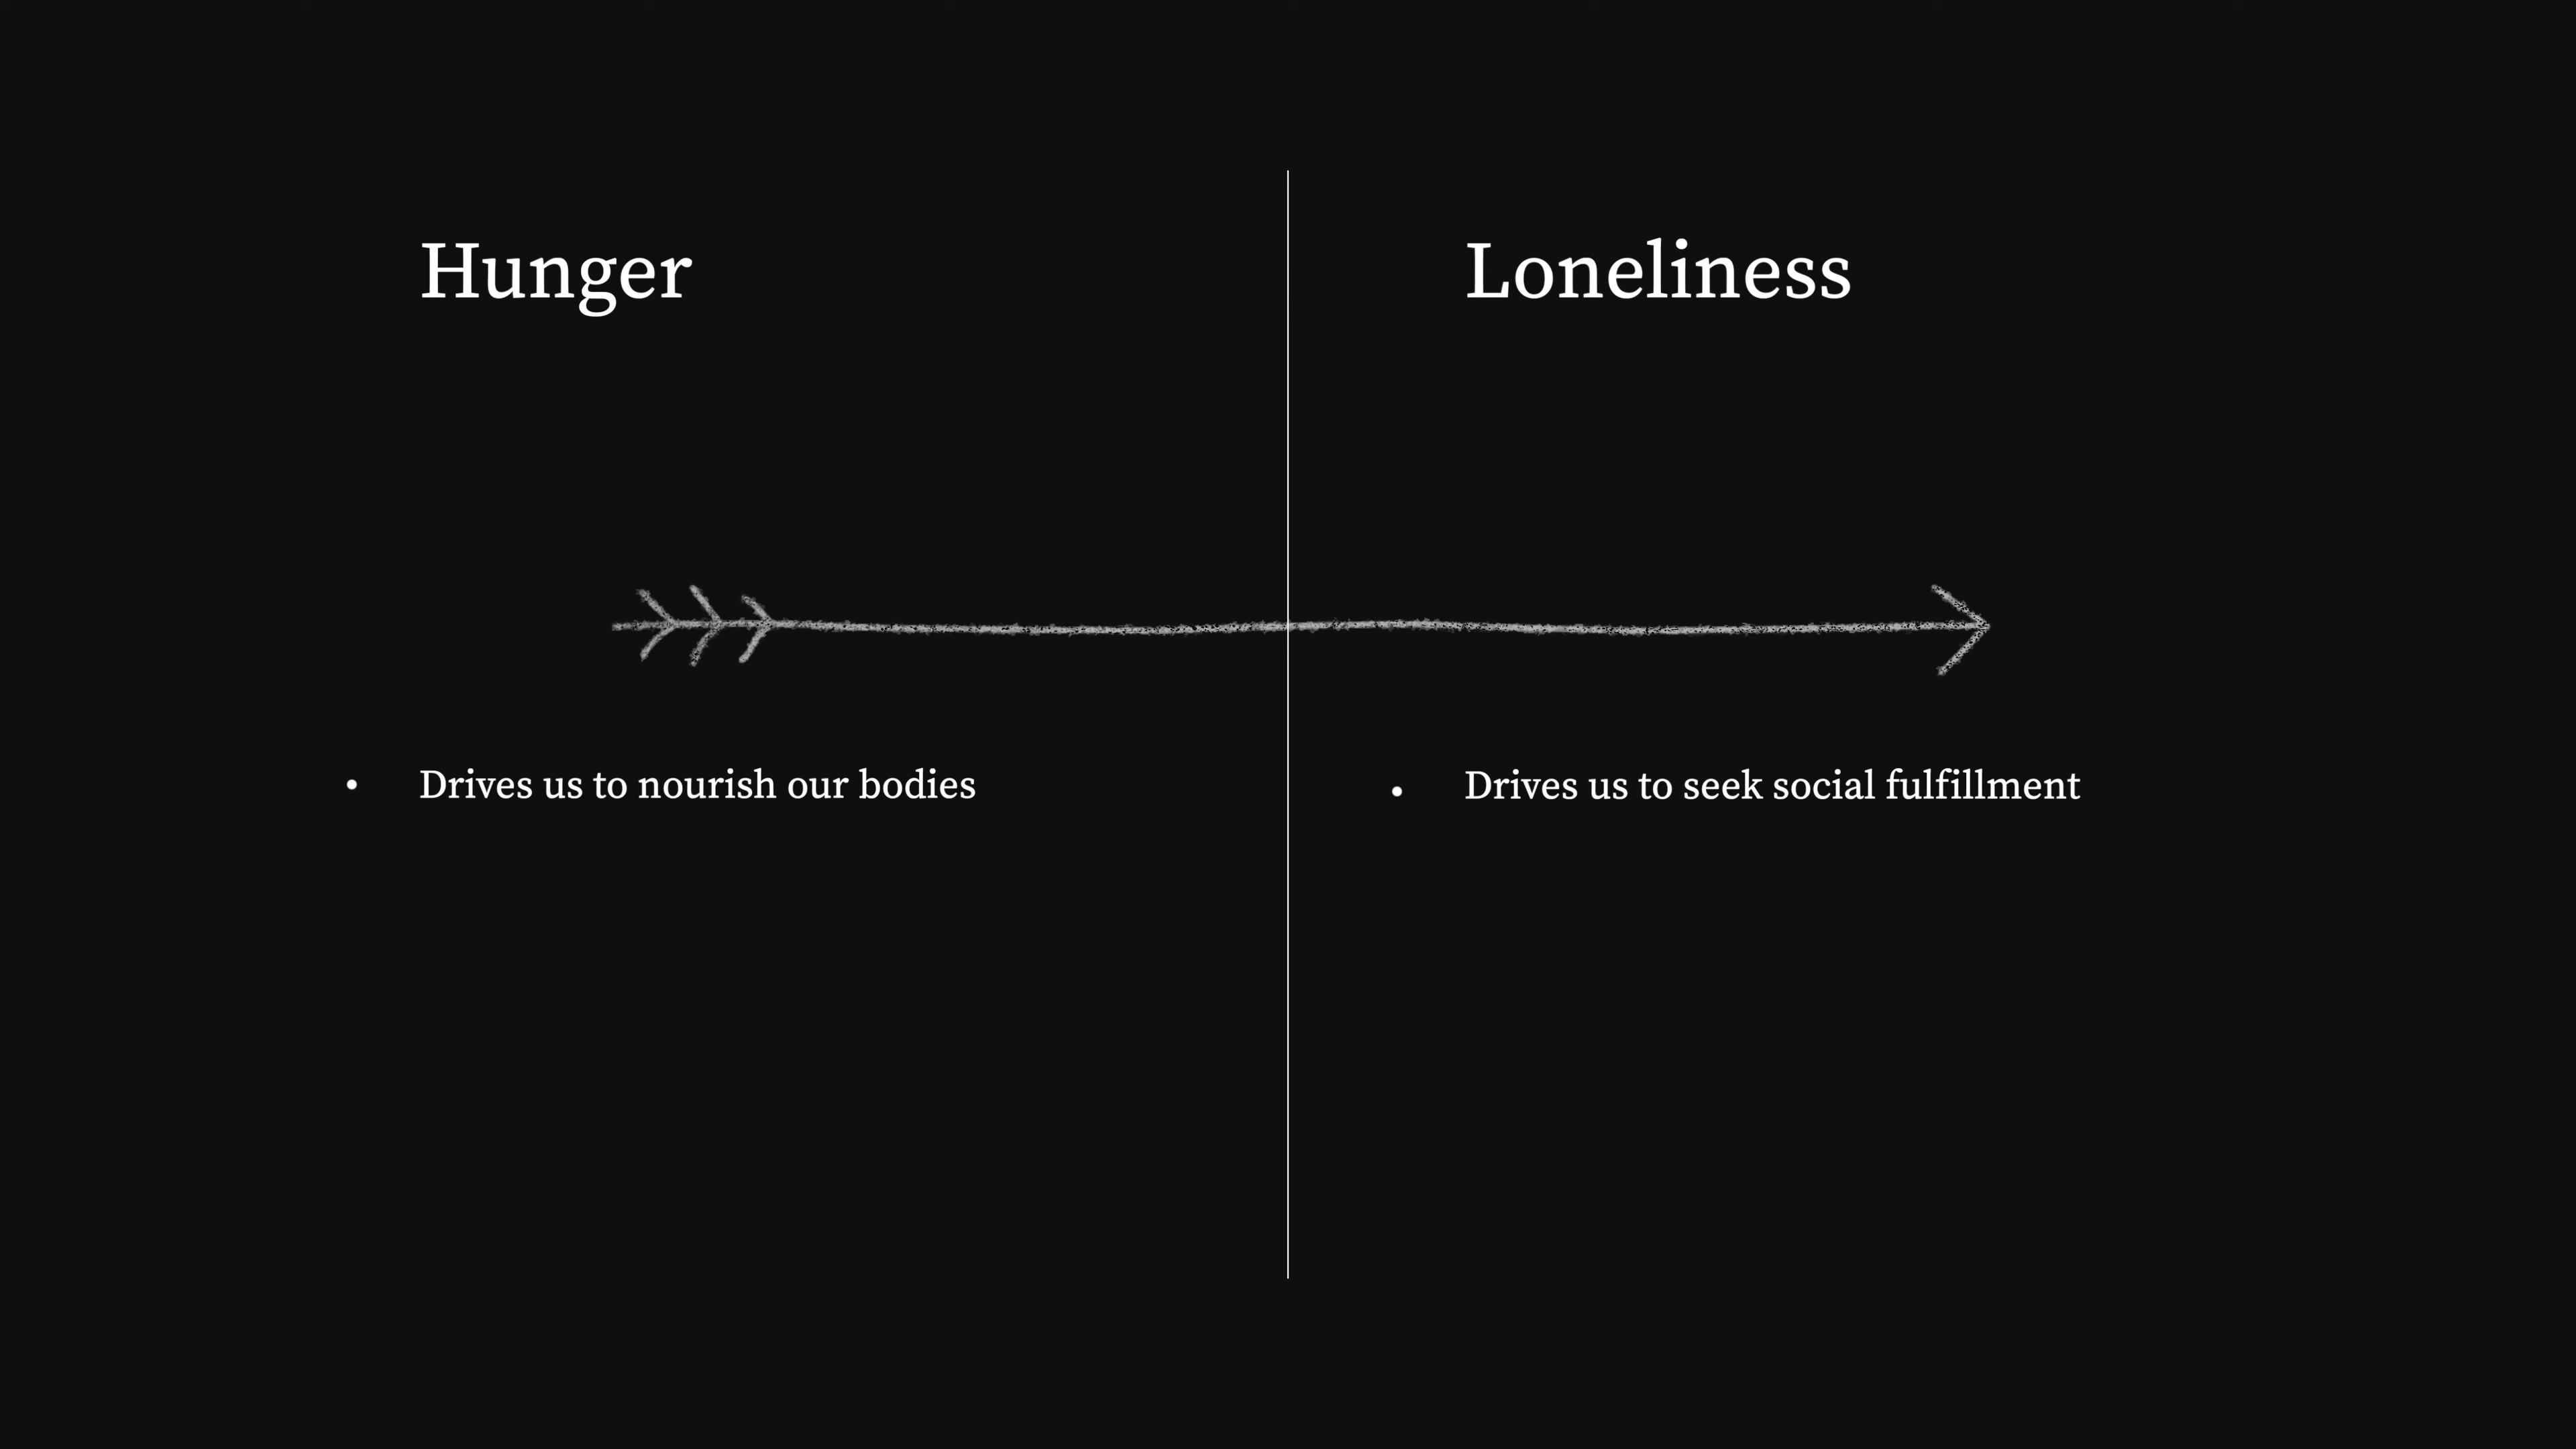 Hunger
• Drives us to nourish our bodies
Loneliness
• Drives us to seek social fulfillment